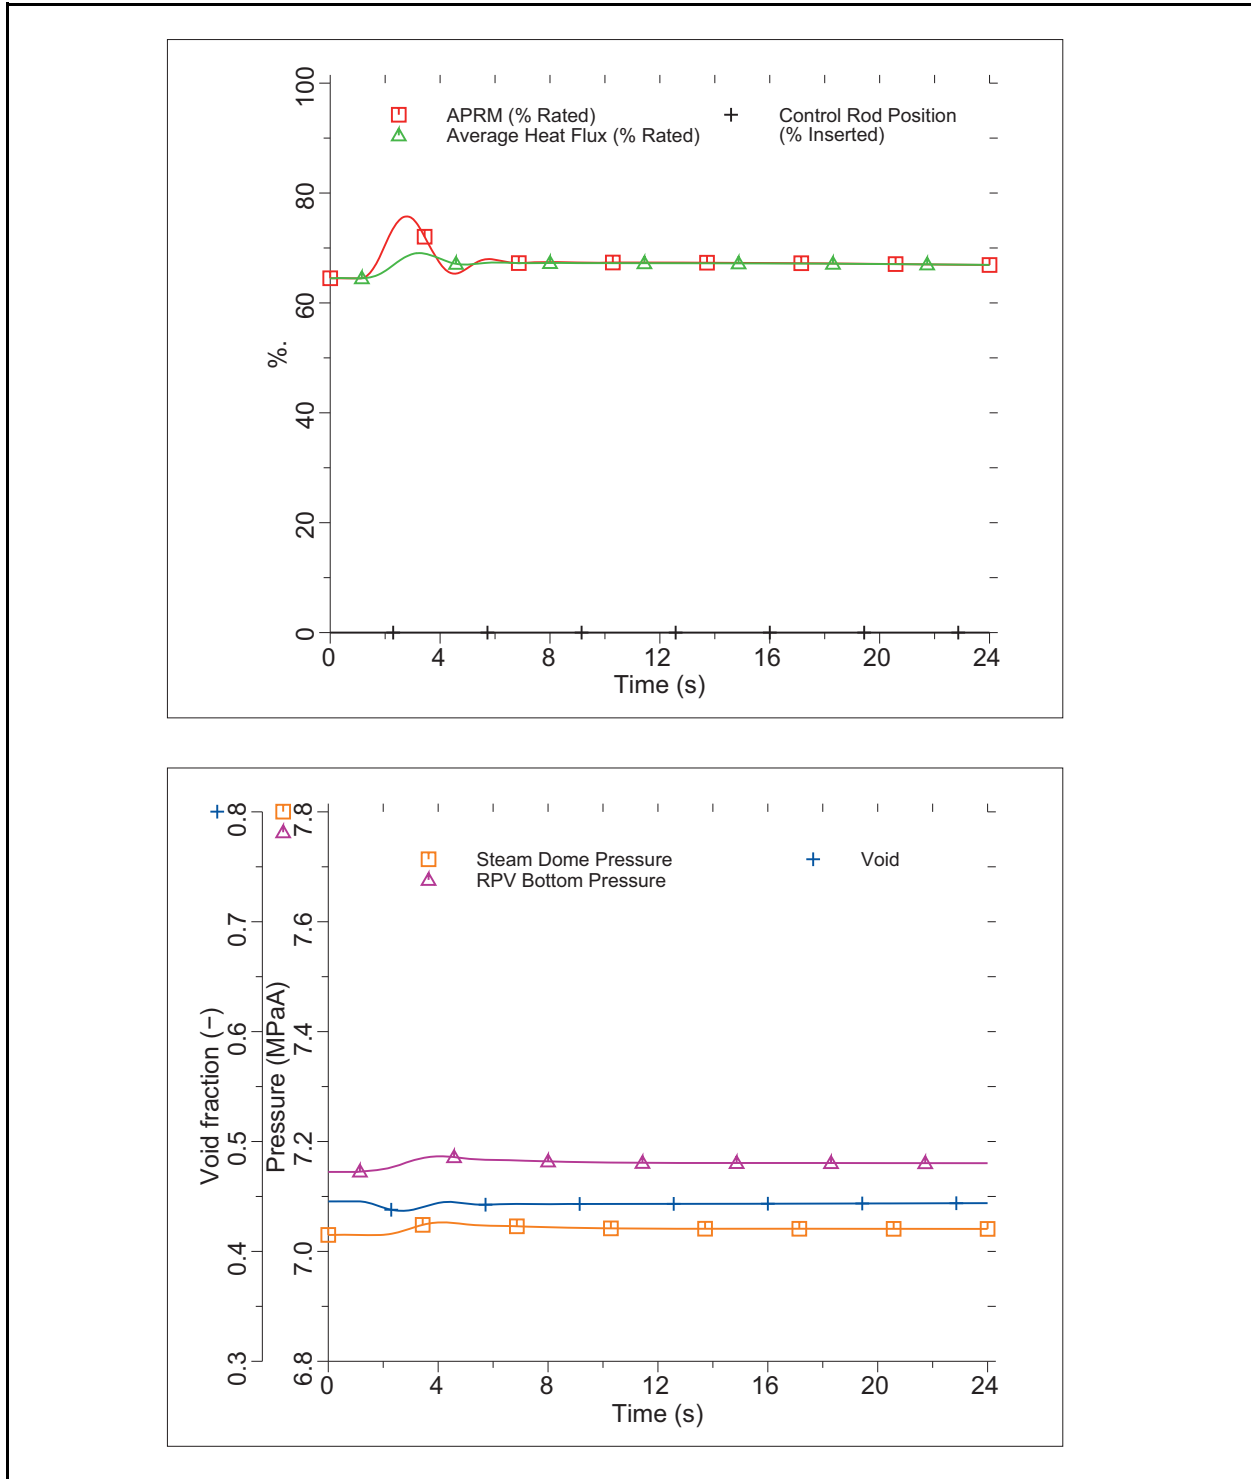 100
80
60
40
20
0
%.
APRM (% Rated)
Average Heat Flux (% Rated)
Control Rod Position
(% Inserted)
0 4 8 12 16 20 24
Time (s)
0.8
0.7
0.6
0.5
0.4
0.3
Void fraction (−)
7.8
7.6
7.4
7.2
7.0
6.8
Pressure (MPaA)
Steam Dome Pressure
RPV Bottom Pressure
Void
0 4 8 12 16 20 24
Time (s)